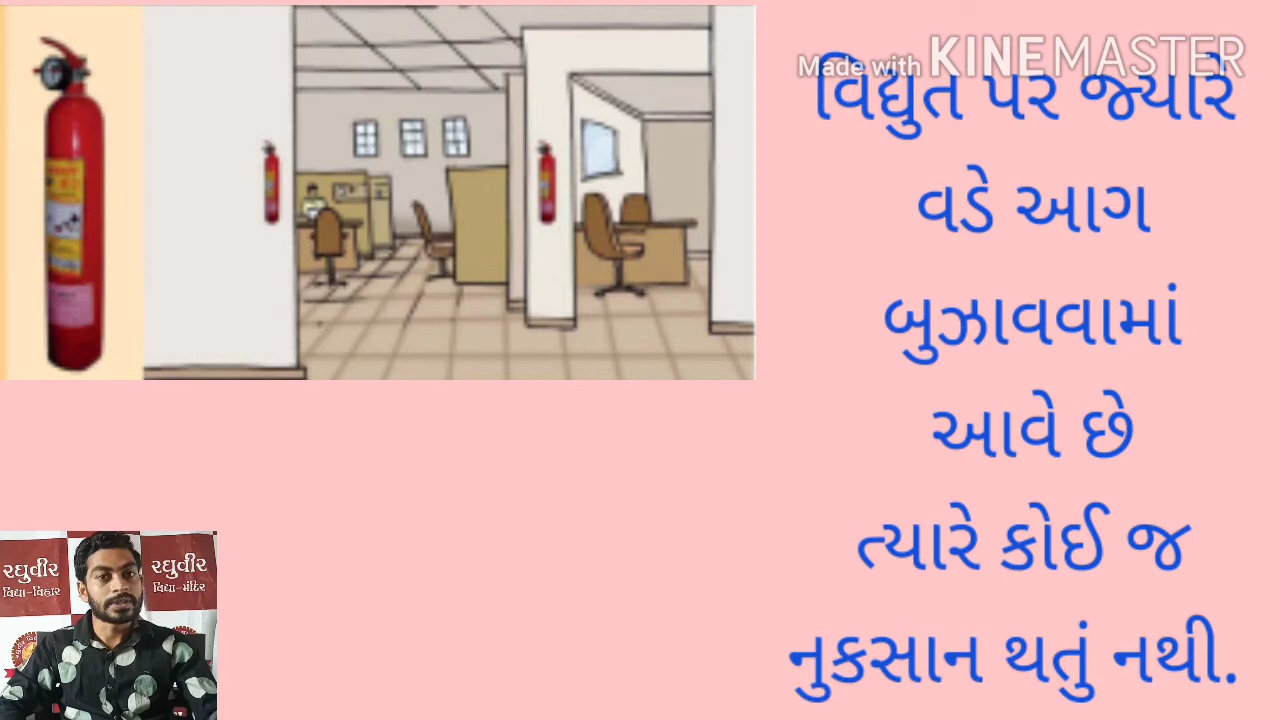 Made with KINEMASTER
વિદ્યુત પર જ્યારે
વડે આગ
બુઝાવવામાં
આવે છે
ત્યારે કોઈ જ
નુકસાન થતું નથી.
રઘુવીર
વિદ્યા-વિહાર
રઘુવીર
વિદ્યા-મંદિર